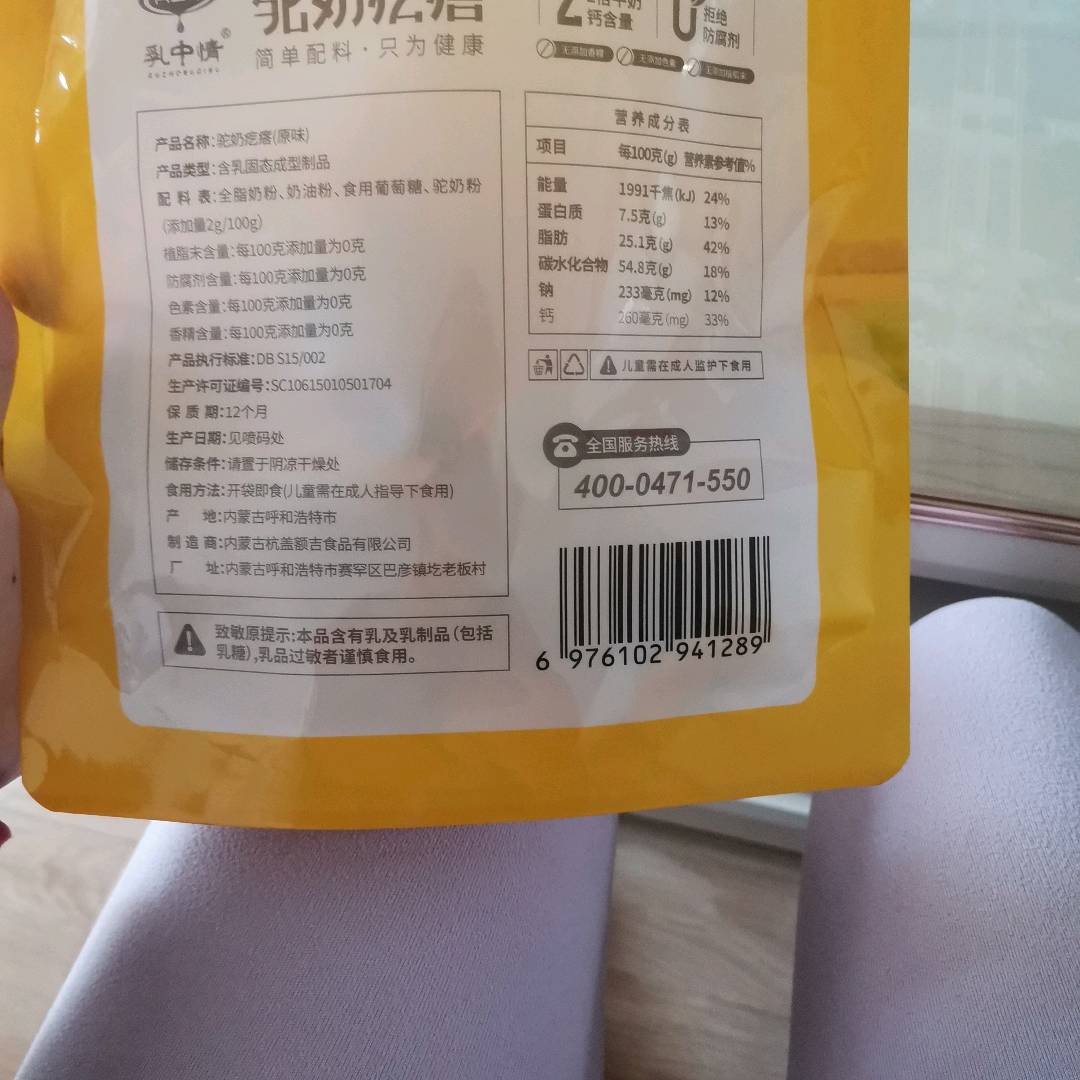 驼奶疙瘩
乳中情®
RUZHONGQING
简单配料·只为健康
钙含量
拒绝
防腐剂
无添加香精
无添加色素
无添加植脂末
产品名称:驼奶疙瘩(原味)
产品类型:含乳固态成型制品
配 料 表:全脂奶粉、奶油粉、食用葡萄糖、驼奶粉
(添加量2g/100g)
植脂末含量:每100克添加量为0克
防腐剂含量:每100克添加量为0克
色素含量:每100克添加量为0克
香精含量:每100克添加量为0克
产品执行标准:DB S15/002
生产许可证编号:SC10615010501704
保 质 期:12个月
生产日期:见喷码处
储存条件:请置于阴凉干燥处
食用方法:开袋即食(儿童需在成人指导下食用)
产 地:内蒙古呼和浩特市
制 造 商:内蒙古杭盖额吉食品有限公司
厂 址:内蒙古呼和浩特市赛罕区巴彦镇圪老板村
致敏原提示:本品含有乳及乳制品(包括
乳糖),乳品过敏者谨慎食用。
营养成分表
项目 每100克(g) 营养素参考值%
能量 1991千焦(kJ) 24%
蛋白质 7.5克(g) 13%
脂肪 25.1克(g) 42%
碳水化合物 54.8克(g) 18%
钠 233毫克(mg) 12%
钙 260毫克(mg) 33%
儿童需在成人监护下食用
全国服务热线
400-0471-550
6 976102 941289